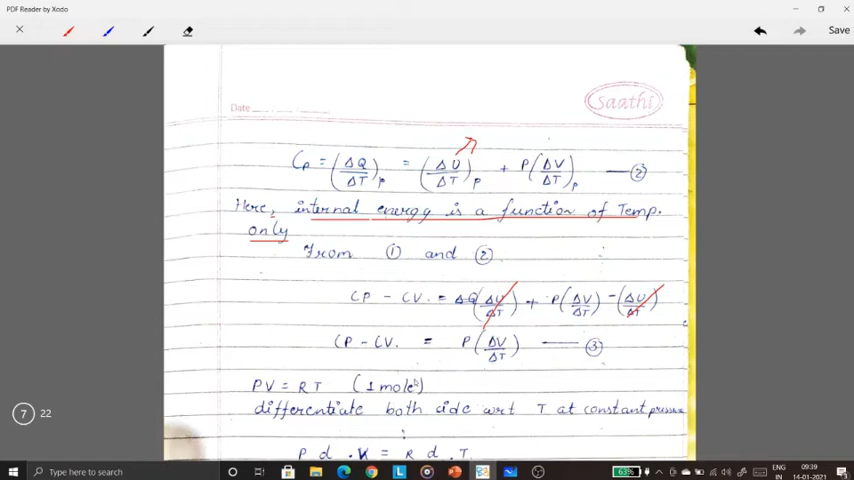 PDF Reader by Xodo
Save
Saathi
Date
CP = (ΔQ/ΔT)p = (ΔU/ΔT)p + P(ΔV/ΔT)p — ②
Here, internal energy is a function of Temp.
only
From ① and ②
CP - CV. = ΔQ(ΔU/ΔT) + P(ΔV/ΔT) - (ΔU/ΔT)
CP - CV. = P(ΔV/ΔT) — ③
PV = RT (1 mole)
differentiate both side wrt T at constant pressure
P d . V = R d . T
7 22
Type here to search
63%
ENG
IN
09:39
14-01-2021